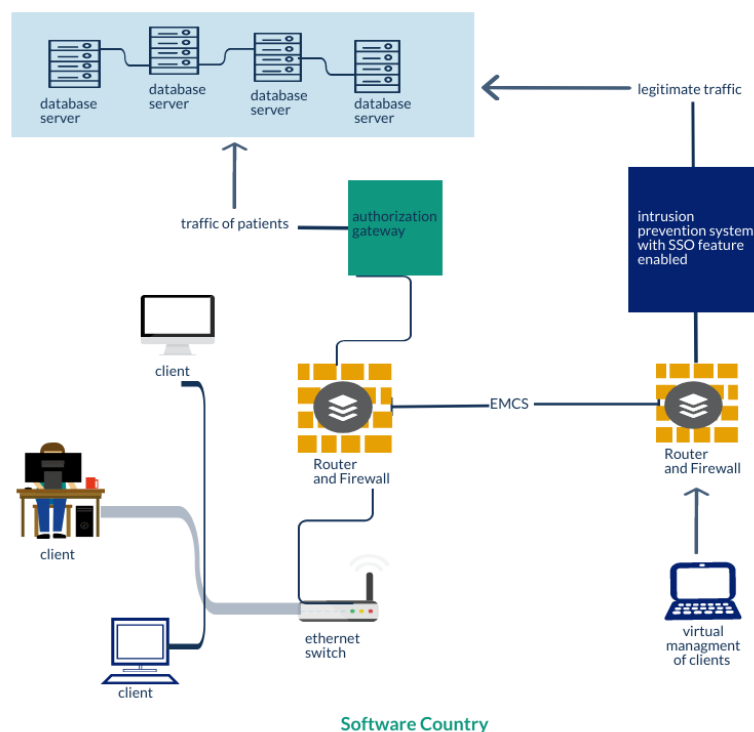 database
server
database
server
database
server
database
server
legitimate traffic
traffic of patients
authorization
gateway
intrusion
prevention system
with SSO feature
enabled
client
EMCS
Router
and Firewall
Router
and Firewall
client
ethernet
switch
virtual
managment
of clients
client
Software Country